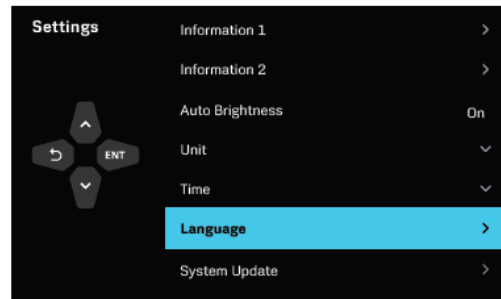 Settings
Information 1
Information 2
Auto Brightness On
ENT
Unit
Time
Language
System Update